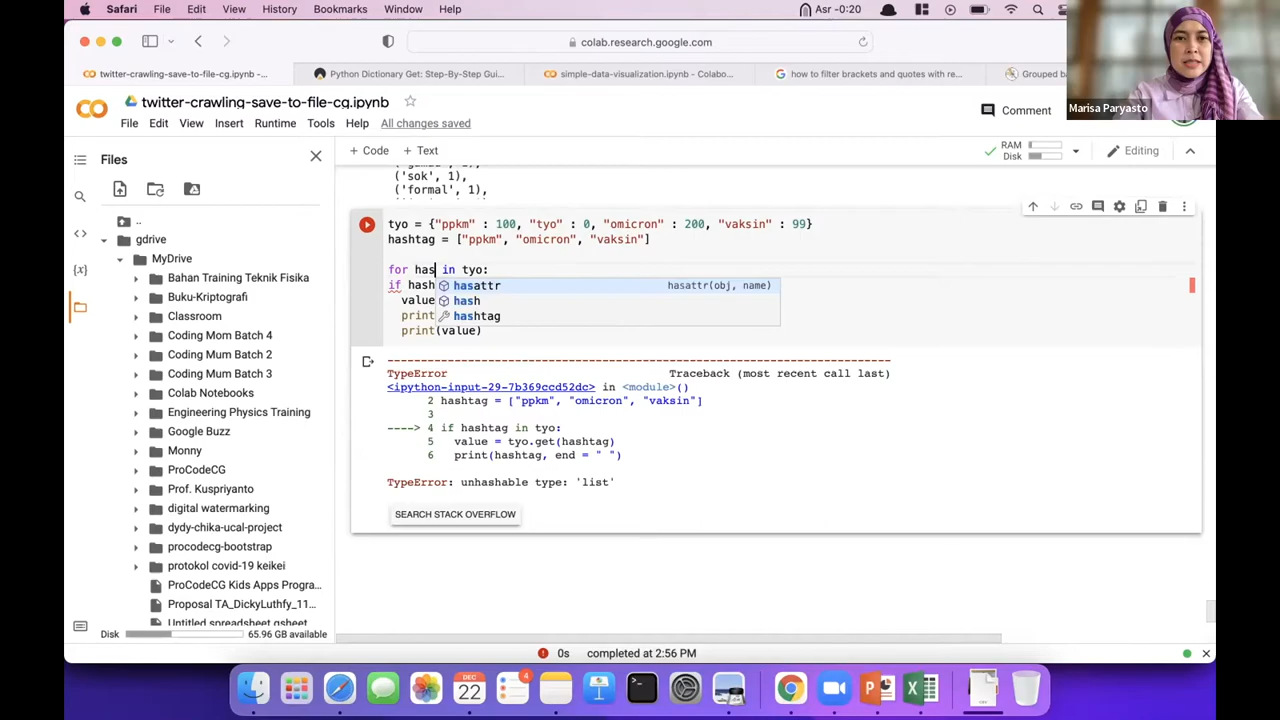 Safari File Edit View History Bookmarks Window Help Asr -0:20
colab.research.google.com
twitter-crawling-save-to-file-cg.ipynb -... Python Dictionary Get: Step-By-Step Gui... simple-data-visualization.ipynb - Colabo... how to filter brackets and quotes with re... Grouped ba
twitter-crawling-save-to-file-cg.ipynb
File Edit View Insert Runtime Tools Help All changes saved
Comment
Marisa Paryasto
Files
+ Code + Text
RAM
Disk
Editing
..
gdrive
MyDrive
Bahan Training Teknik Fisika
Buku-Kriptografi
Classroom
Coding Mom Batch 4
Coding Mum Batch 2
Coding Mum Batch 3
Colab Notebooks
Engineering Physics Training
Google Buzz
Monny
ProCodeCG
Prof. Kuspriyanto
digital watermarking
dydy-chika-ucal-project
procodecg-bootstrap
protokol covid-19 keikei
ProCodeCG Kids Apps Progra...
Proposal TA_DickyLuthfy_11...
Untitled spreadsheet.gsheet
Disk 65.96 GB available
('sok', 1),
('formal', 1),
tyo = {"ppkm" : 100, "tyo" : 0, "omicron" : 200, "vaksin" : 99}
hashtag = ["ppkm", "omicron", "vaksin"]
for has in tyo:
if hash
value
print
print(value)
hasattr hasattr(obj, name)
hash
hashtag
---------------------------------------------------------------------------
TypeError Traceback (most recent call last)
<ipython-input-29-7b369ccd52dc> in <module>()
2 hashtag = ["ppkm", "omicron", "vaksin"]
3
----> 4 if hashtag in tyo:
5 value = tyo.get(hashtag)
6 print(hashtag, end = " ")
TypeError: unhashable type: 'list'
SEARCH STACK OVERFLOW
0s completed at 2:56 PM
DEC
22
4